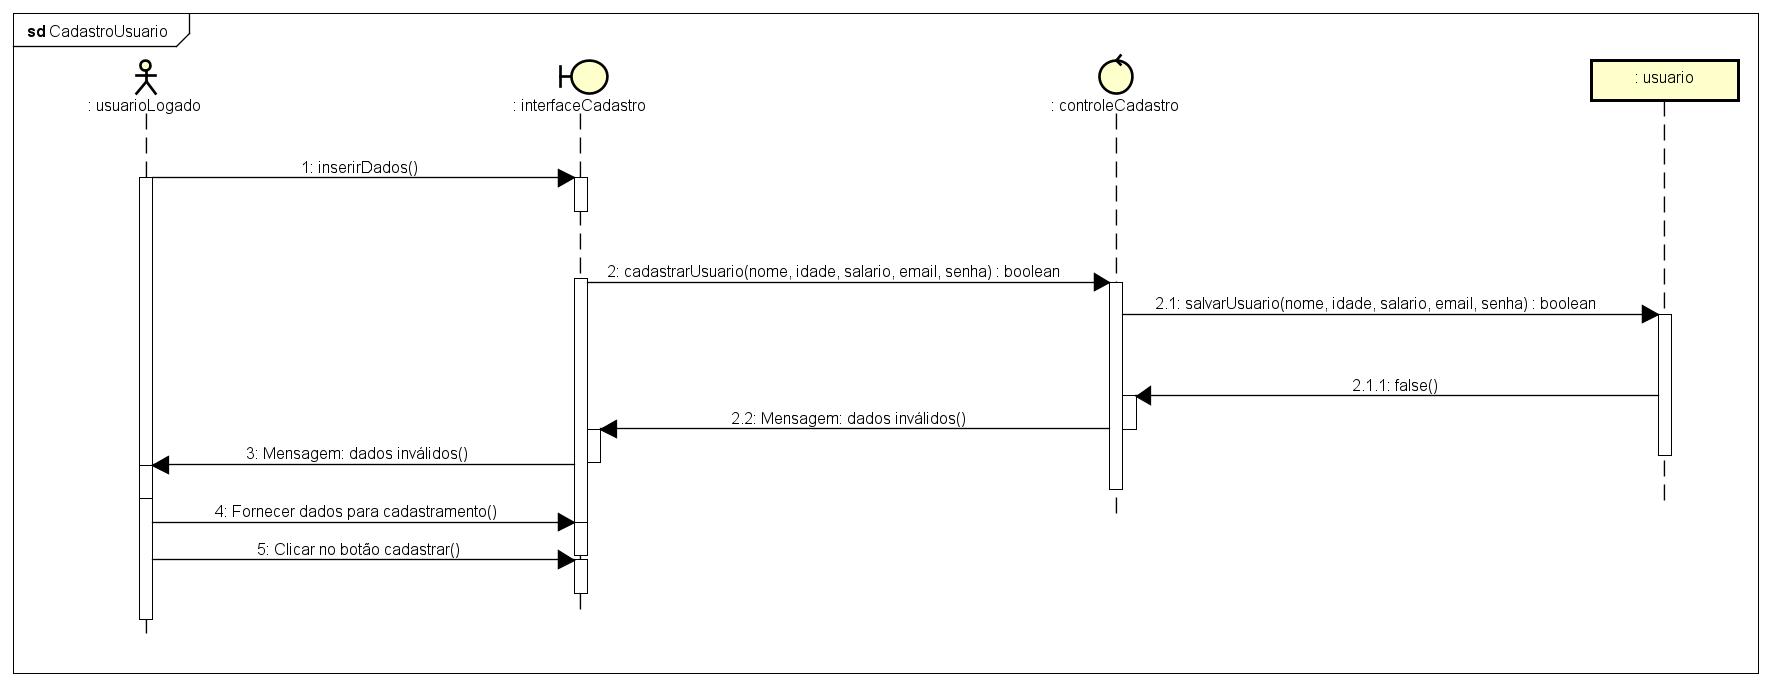 sd CadastroUsuario
: usuarioLogado
: interfaceCadastro
: controleCadastro
: usuario
1: inserirDados()
2: cadastrarUsuario(nome, idade, salario, email, senha) : boolean
2.1: salvarUsuario(nome, idade, salario, email, senha) : boolean
2.1.1: false()
2.2: Mensagem: dados inválidos()
3: Mensagem: dados inválidos()
4: Fornecer dados para cadastramento()
5: Clicar no botão cadastrar()